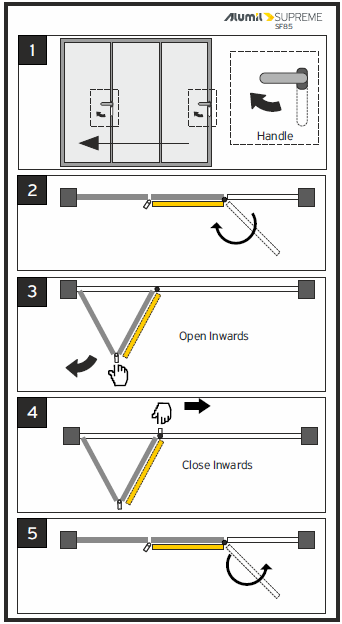 ALUMIL SUPREME
SF85
1
Handle
2
3
Open Inwards
4
Close Inwards
5